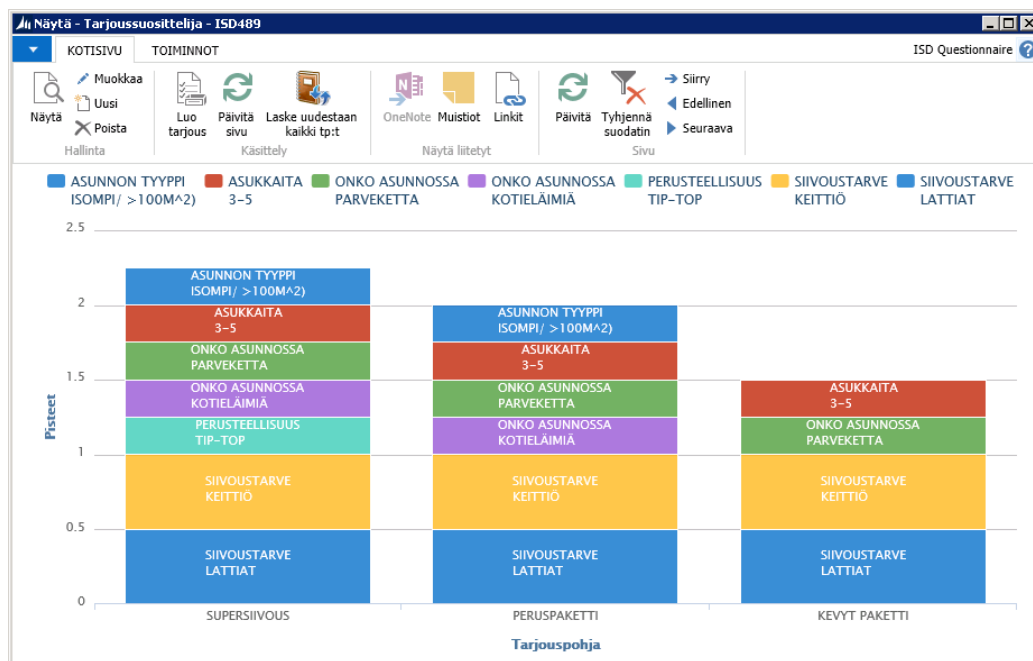 Näytä - Tarjoussuosittelija - ISD489
KOTISIVU TOIMINNOT ISD Questionnaire
Näytä
Muokkaa
Uusi
Poista
Hallinta
Luo
tarjous
Päivitä
sivu
Laske uudestaan
kaikki tp:t
Käsittely
OneNote
Muistiot
Linkit
Näytä liitetyt
Päivitä
Tyhjennä
suodatin
Siirry
Edellinen
Seuraava
Sivu
ASUNNON TYYPPI
ISOMPI/ >100M^2)
ASUKKAITA
3-5
ONKO ASUNNOSSA
PARVEKETTA
ONKO ASUNNOSSA
KOTIELÄIMIÄ
PERUSTEELLISUUS
TIP-TOP
SIIVOUSTARVE
KEITTIÖ
SIIVOUSTARVE
LATTIAT
Pisteet
2.5
2
1.5
1
0.5
0
ASUNNON TYYPPI
ISOMPI/ >100M^2)
ASUKKAITA
3-5
ONKO ASUNNOSSA
PARVEKETTA
ONKO ASUNNOSSA
KOTIELÄIMIÄ
PERUSTEELLISUUS
TIP-TOP
SIIVOUSTARVE
KEITTIÖ
SIIVOUSTARVE
LATTIAT
SUPERSIIVOUS
ASUNNON TYYPPI
ISOMPI/ >100M^2)
ASUKKAITA
3-5
ONKO ASUNNOSSA
PARVEKETTA
ONKO ASUNNOSSA
KOTIELÄIMIÄ
SIIVOUSTARVE
KEITTIÖ
SIIVOUSTARVE
LATTIAT
PERUSPAKETTI
ASUKKAITA
3-5
ONKO ASUNNOSSA
PARVEKETTA
SIIVOUSTARVE
KEITTIÖ
SIIVOUSTARVE
LATTIAT
KEVYT PAKETTI
Tarjouspohja